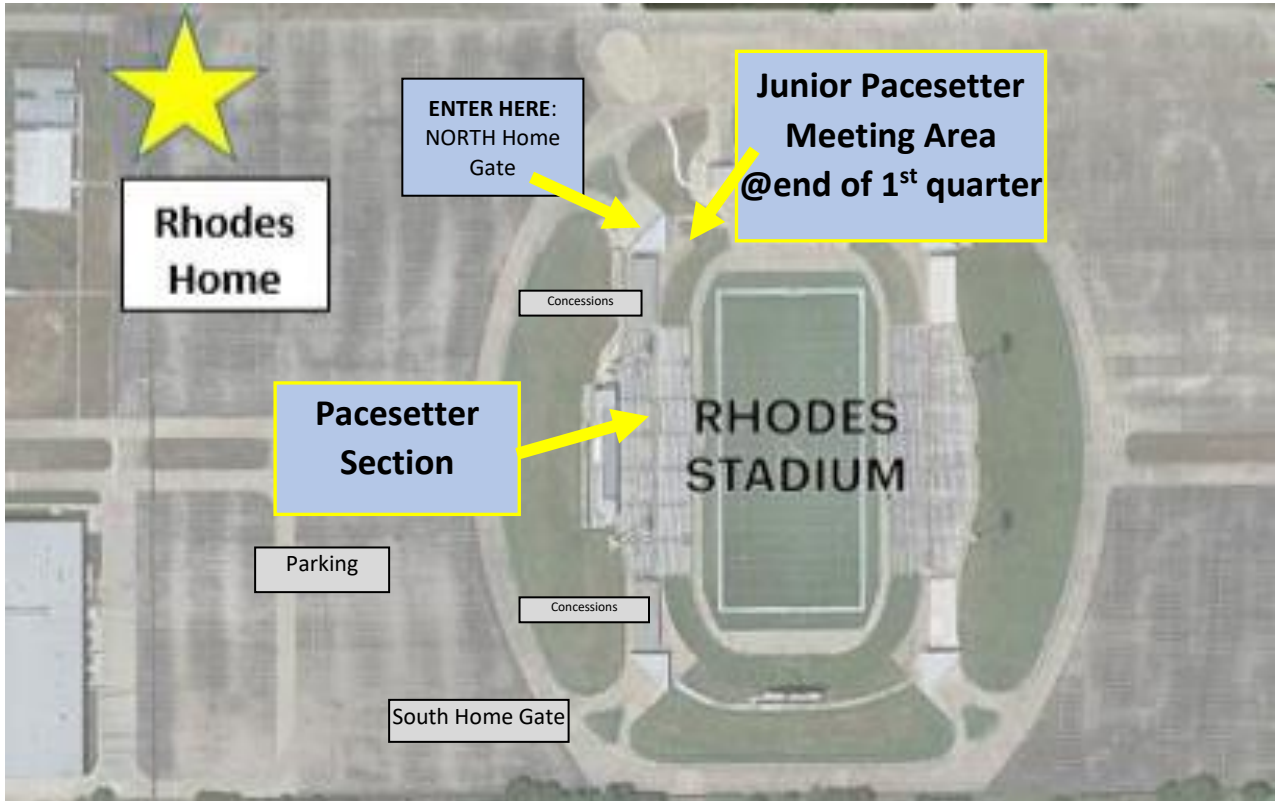 ENTER HERE:
NORTH Home
Gate
Junior Pacesetter
Meeting Area
@end of 1st quarter
Rhodes
Home
Concessions
Pacesetter
Section
RHODES
STADIUM
Parking
Concessions
South Home Gate